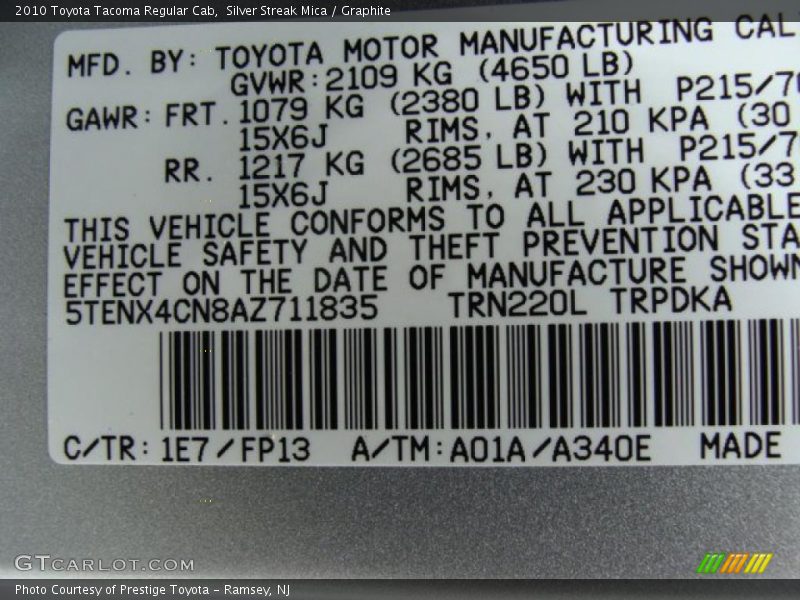 2010 Toyota Tacoma Regular Cab, Silver Streak Mica / Graphite
MFD. BY: TOYOTA MOTOR MANUFACTURING CAL
GVWR: 2109 KG (4650 LB)
GAWR: FRT. 1079 KG (2380 LB) WITH P215/70
15X6J RIMS, AT 210 KPA (30
RR. 1217 KG (2685 LB) WITH P215/7
15X6J RIMS, AT 230 KPA (33
THIS VEHICLE CONFORMS TO ALL APPLICABLE
VEHICLE SAFETY AND THEFT PREVENTION STA
EFFECT ON THE DATE OF MANUFACTURE SHOWN
5TENX4CN8AZ711835 TRN220L TRPDKA
C/TR: 1E7/FP13 A/TM: A01A/A340E MADE
GTCARLOT.COM
Photo Courtesy of Prestige Toyota - Ramsey, NJ